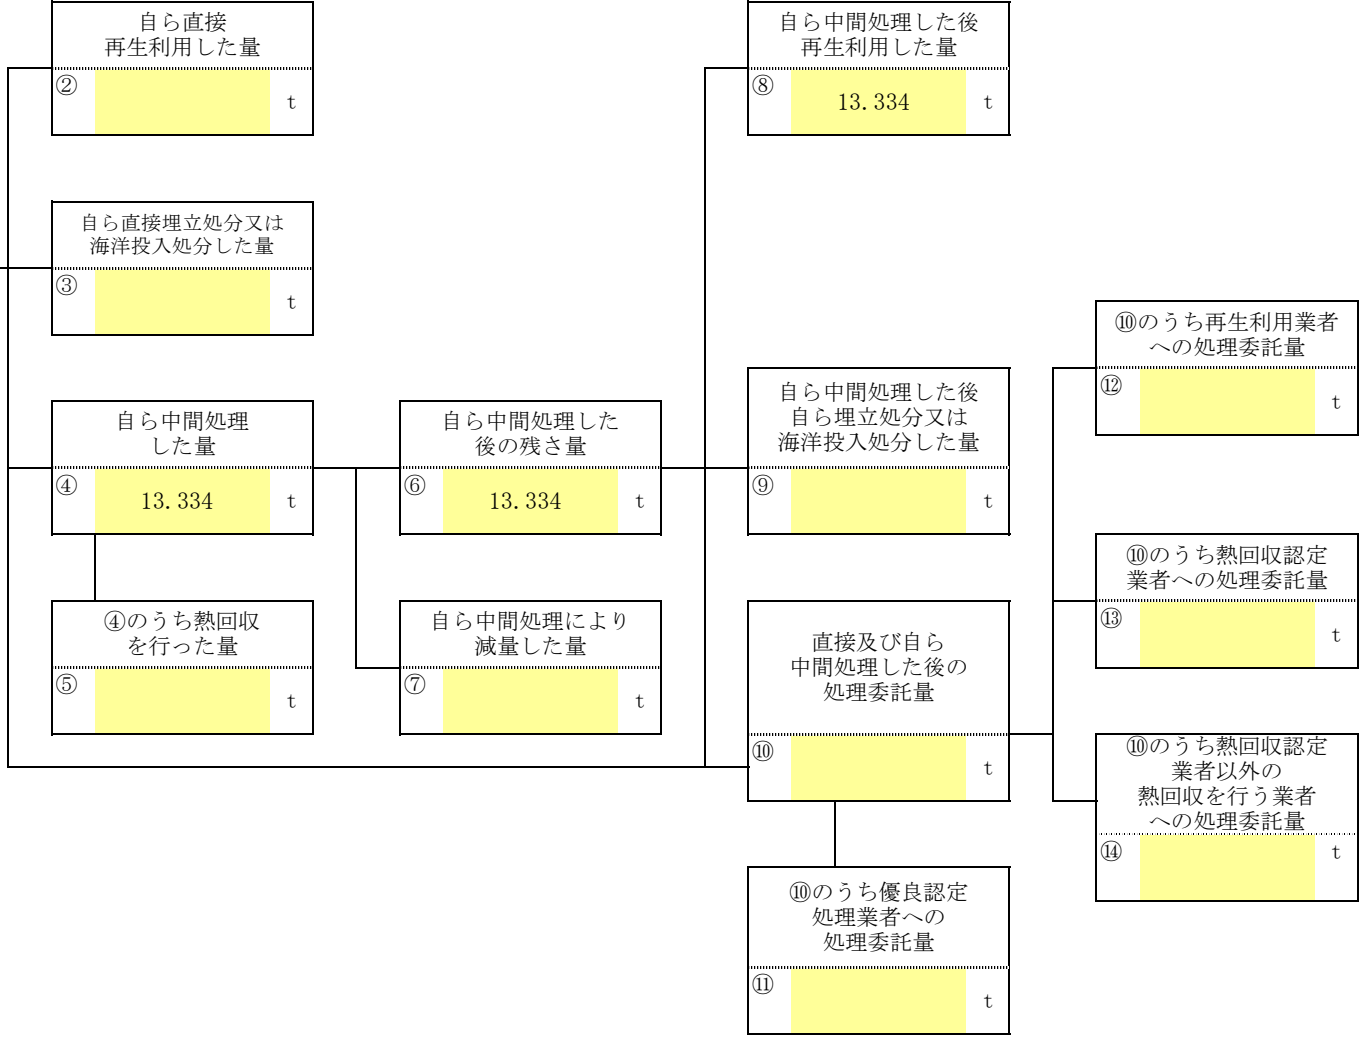 自ら直接
再生利用した量
②
t
自ら中間処理した後
再生利用した量
⑧
13.334
t
自ら直接埋立処分又は
海洋投入処分した量
③
t
⑩のうち再生利用業者
への処理委託量
⑫
t
自ら中間処理
した量
④
13.334
t
自ら中間処理した
後の残さ量
⑥
13.334
t
自ら中間処理した後
自ら埋立処分又は
海洋投入処分した量
⑨
t
⑩のうち熱回収認定
業者への処理委託量
⑬
t
④のうち熱回収
を行った量
⑤
t
自ら中間処理により
減量した量
⑦
t
直接及び自ら
中間処理した後の
処理委託量
⑩
t
⑩のうち熱回収認定
業者以外の
熱回収を行う業者
への処理委託量
⑭
t
⑩のうち優良認定
処理業者への
処理委託量
⑪
t